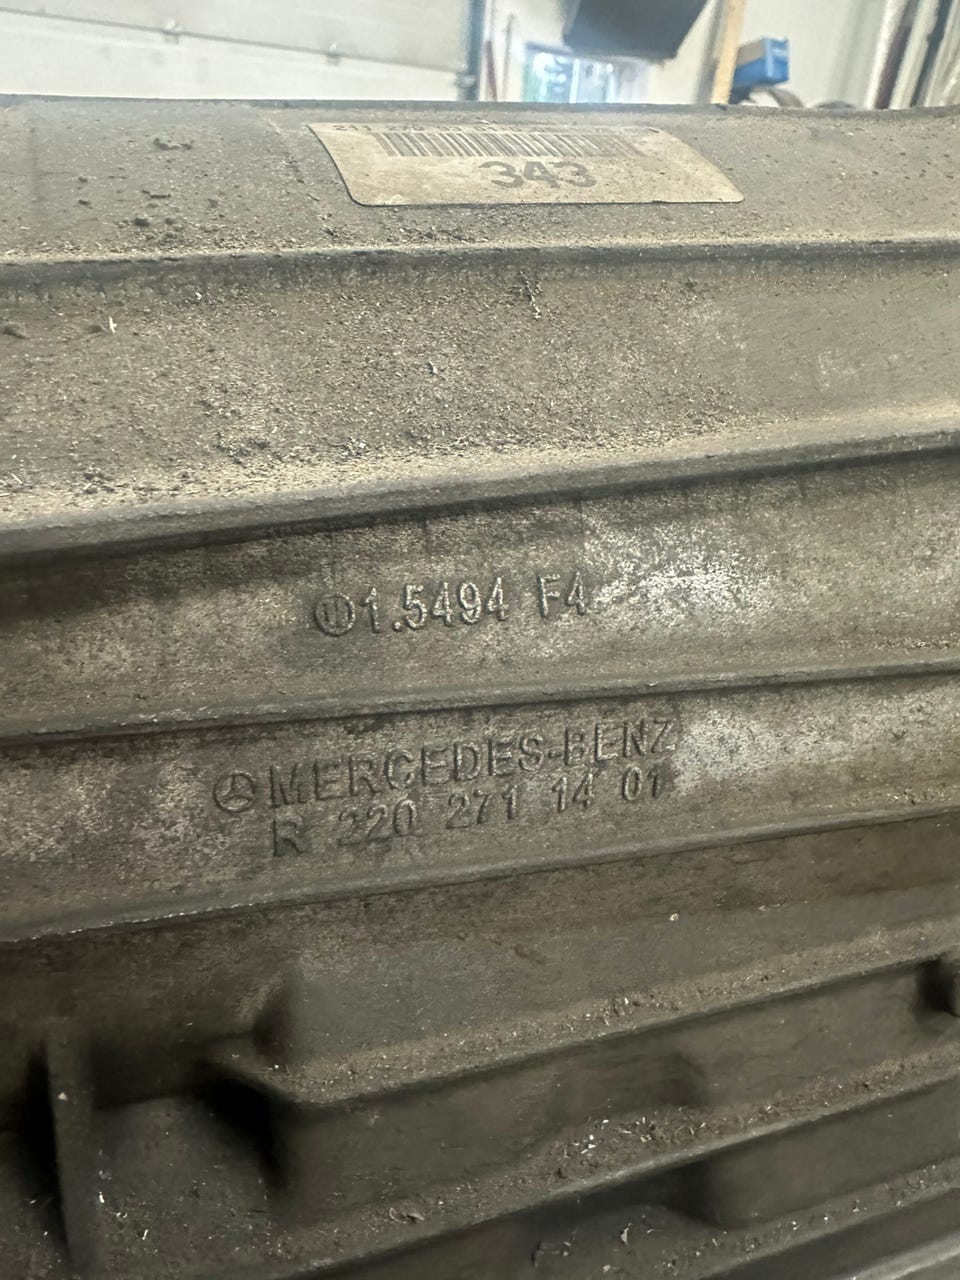 343
1.5494 F4
MERCEDES-BENZ
R 220 271 14 01